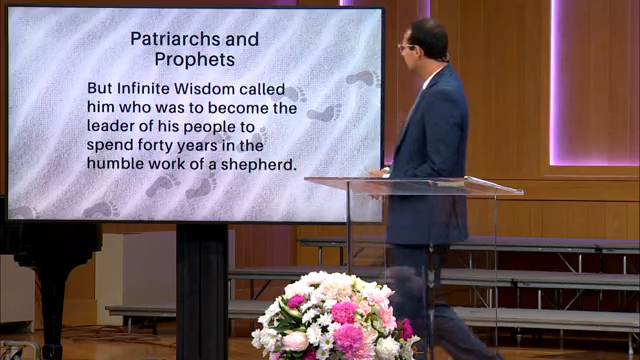 Patriarchs and
Prophets
But Infinite Wisdom called
him who was to become the
leader of his people to
spend forty years in the
humble work of a shepherd.